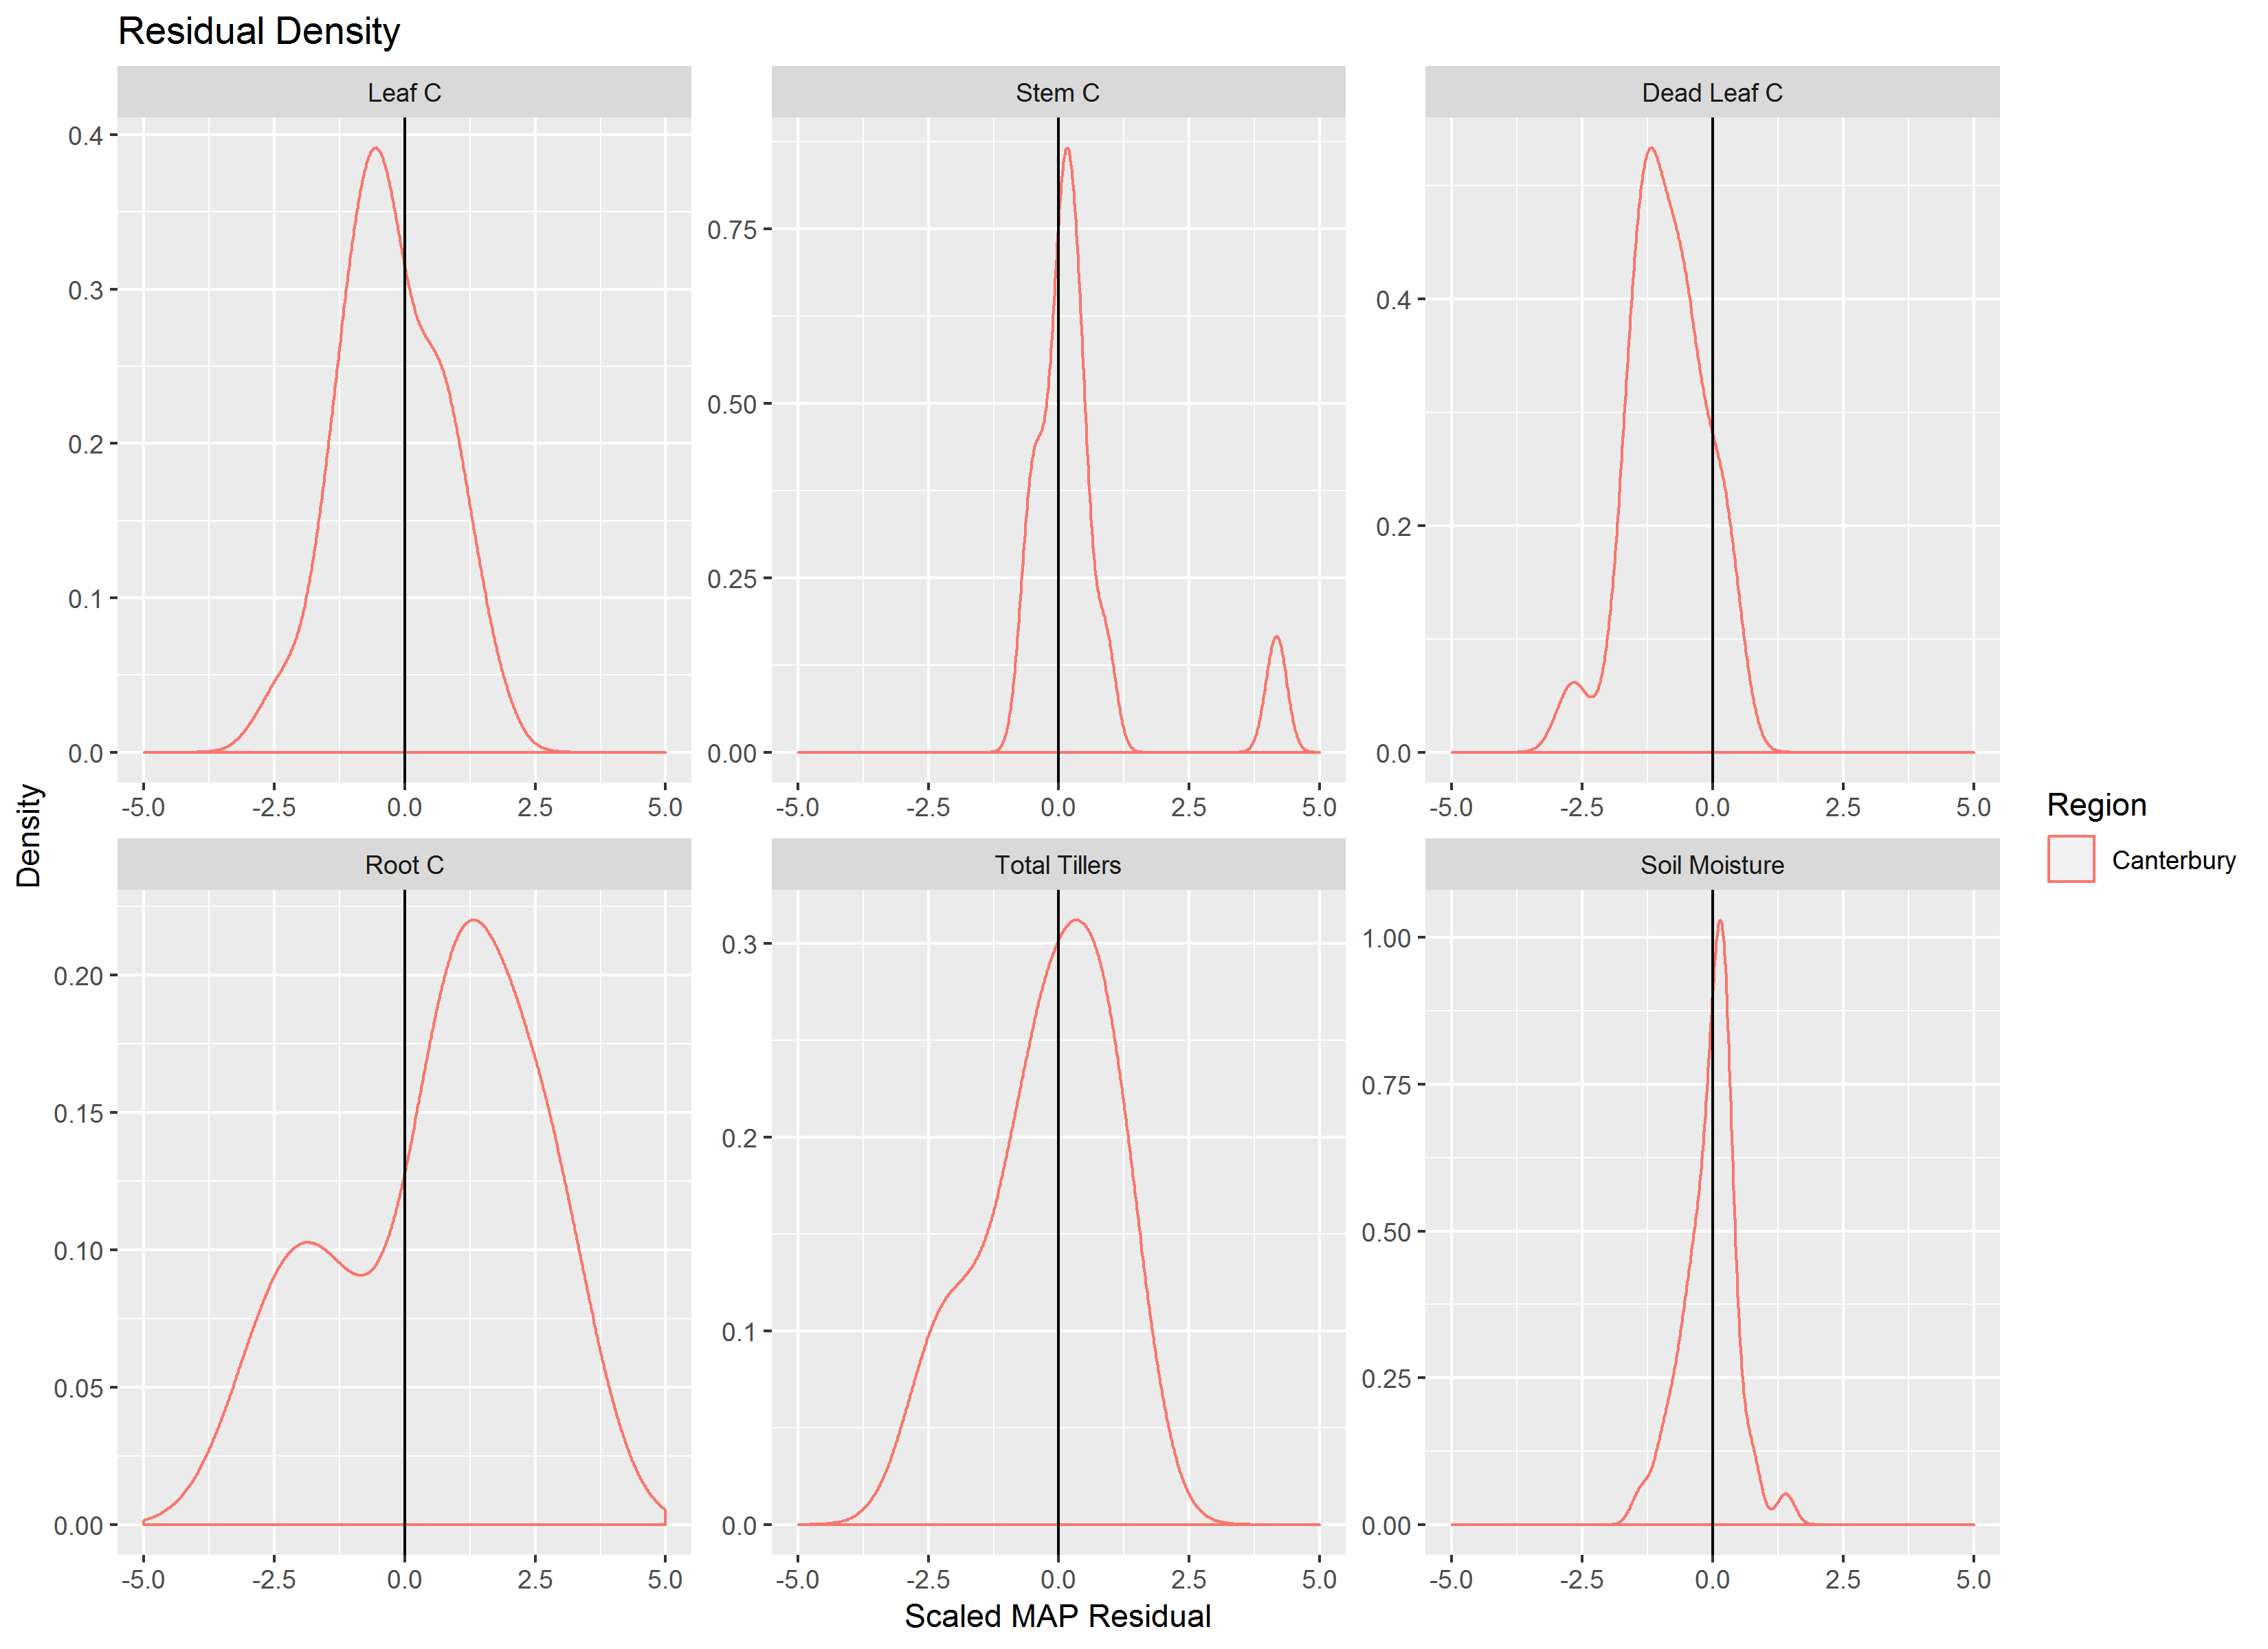 Residual Density
Leaf C
Stem C
Dead Leaf C
0.4
0.3
0.2
0.1
0.0
0.75
0.50
0.25
0.00
0.4
0.2
0.0
-5.0 -2.5 0.0 2.5 5.0
-5.0 -2.5 0.0 2.5 5.0
-5.0 -2.5 0.0 2.5 5.0
Density
Root C
Total Tillers
Soil Moisture
0.20
0.15
0.10
0.05
0.00
0.3
0.2
0.1
0.0
1.00
0.75
0.50
0.25
0.00
-5.0 -2.5 0.0 2.5 5.0
-5.0 -2.5 0.0 2.5 5.0
-5.0 -2.5 0.0 2.5 5.0
Scaled MAP Residual
Region
Canterbury